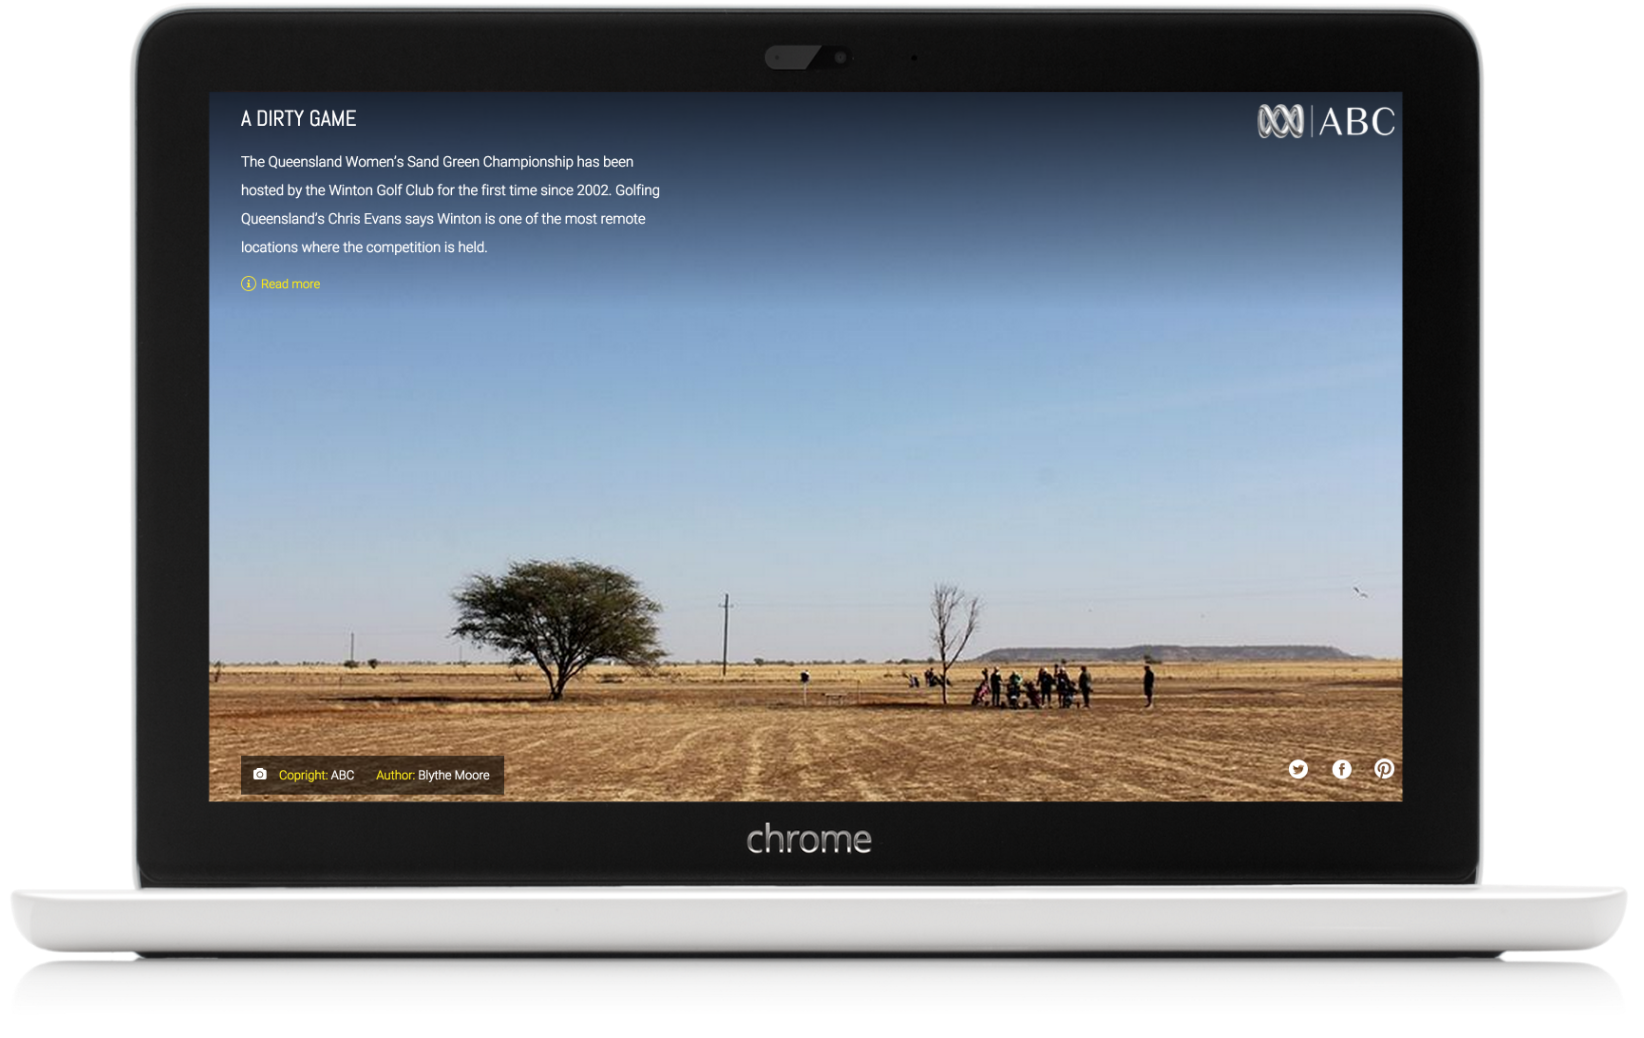 A DIRTY GAME
ABC
The Queensland Women's Sand Green Championship has been
hosted by the Winton Golf Club for the first time since 2002. Golfing
Queensland's Chris Evans says Winton is one of the most remote
locations where the competition is held.
Read more
Copright: ABC Author: Blythe Moore
chrome